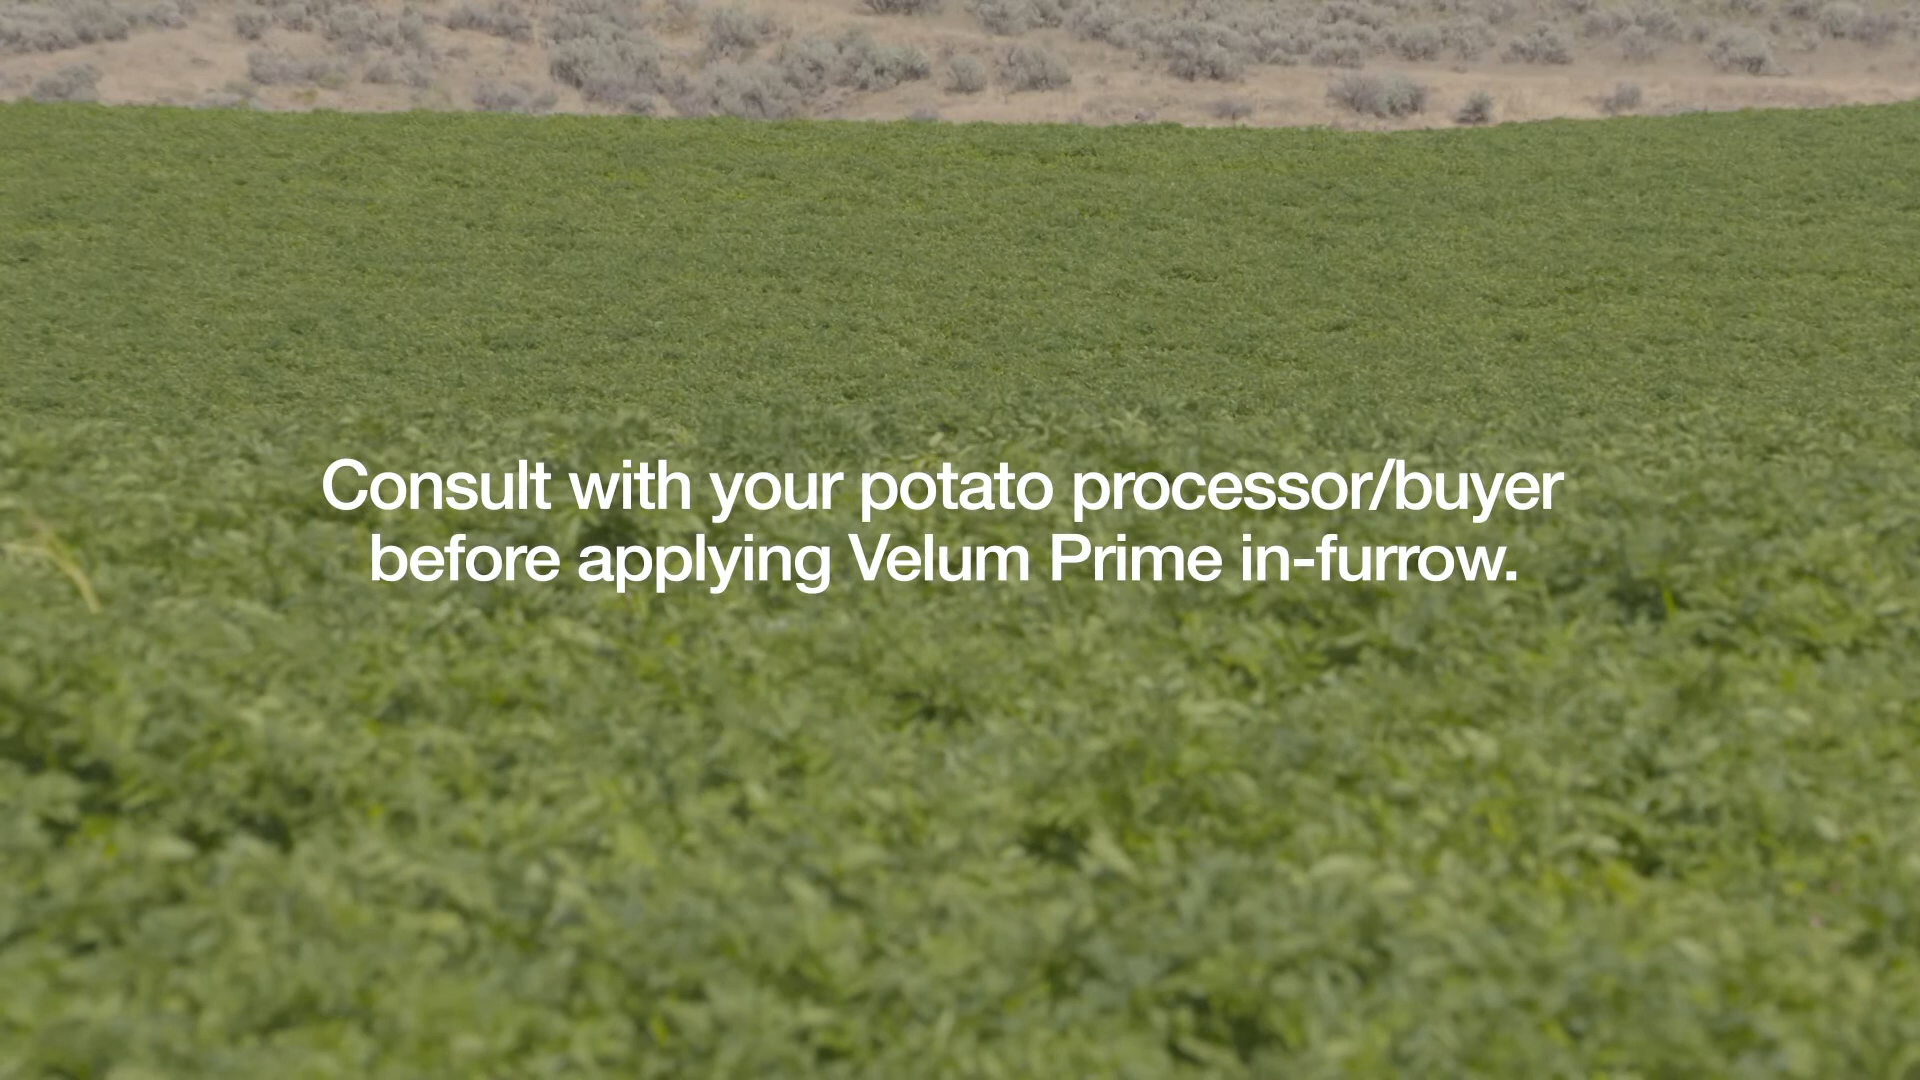 Consult with your potato processor/buyer
before applying Velum Prime in-furrow.